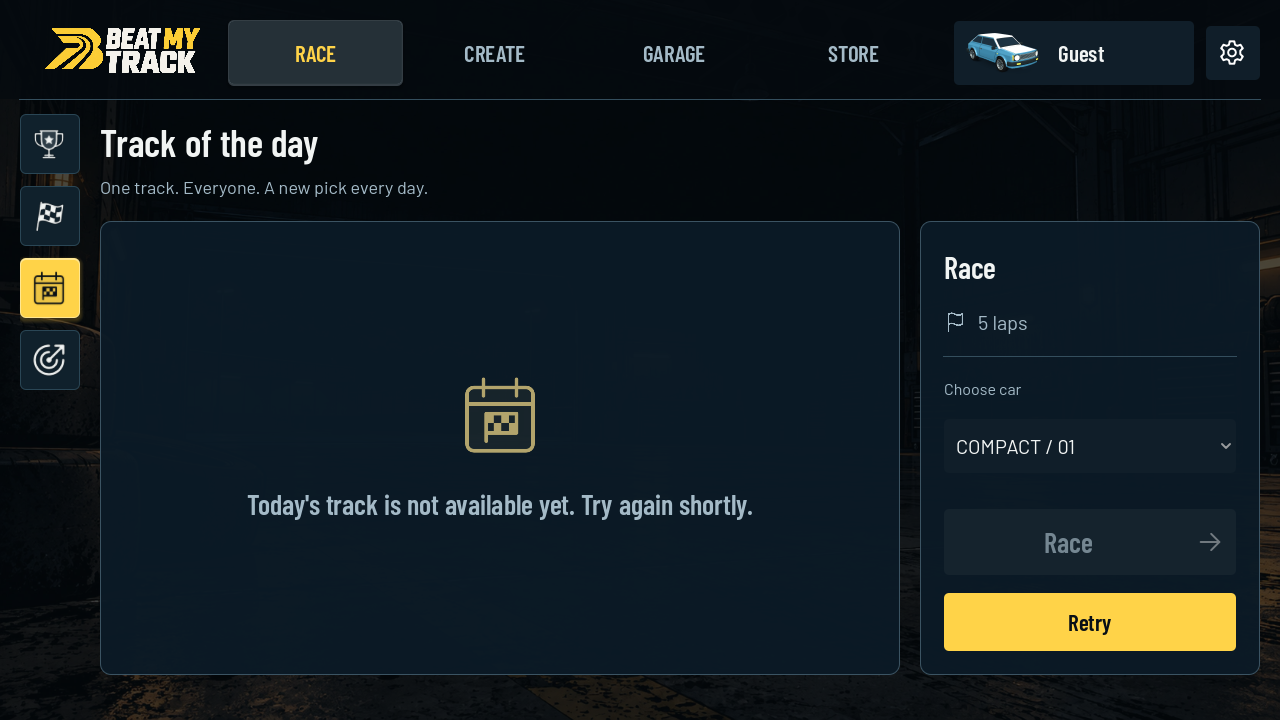 BEAT MY
TRACK
RACE
CREATE
GARAGE
STORE
Guest
Track of the day
One track. Everyone. A new pick every day.
Today's track is not available yet. Try again shortly.
Race
5 laps
Choose car
COMPACT / 01
Race
Retry